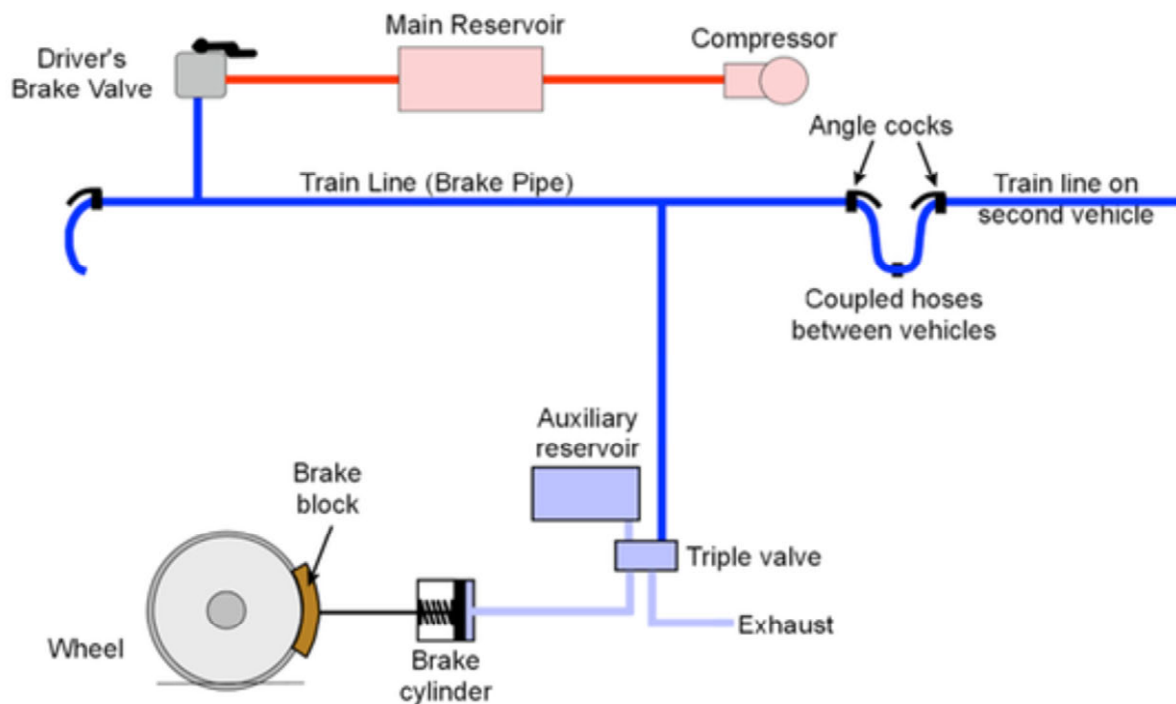 Main Reservoir
Compressor
Driver's
Brake Valve
Angle cocks
Train Line (Brake Pipe)
Train line on
second vehicle
Coupled hoses
between vehicles
Auxiliary
reservoir
Brake
block
Triple valve
Exhaust
Wheel
Brake
cylinder